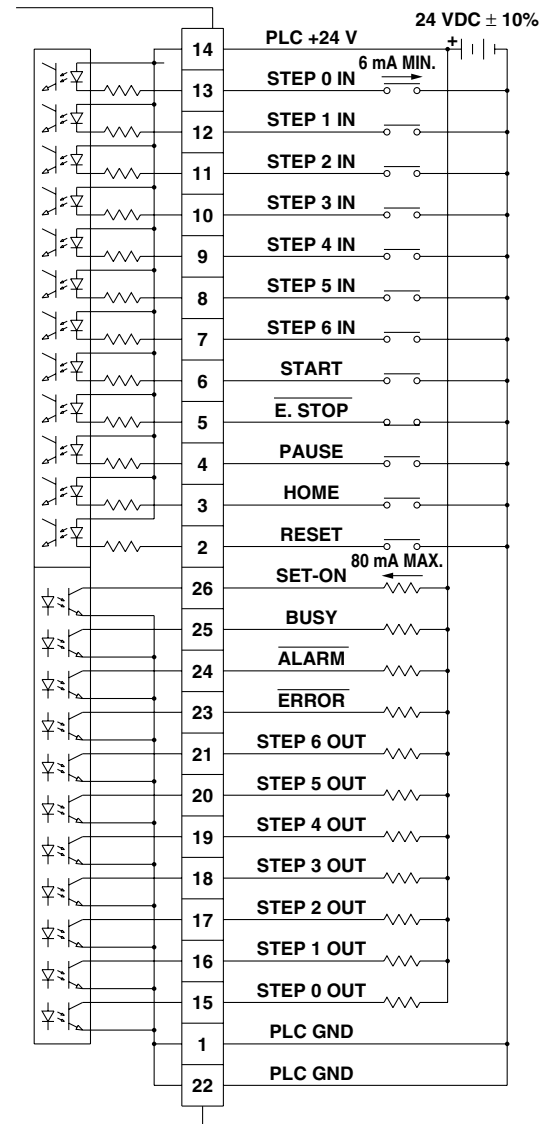 24 VDC ± 10%
14 PLC +24 V +
6 mA MIN.
13 STEP 0 IN
12 STEP 1 IN
11 STEP 2 IN
10 STEP 3 IN
9 STEP 4 IN
8 STEP 5 IN
7 STEP 6 IN
6 START
5 E. STOP
4 PAUSE
3 HOME
2 RESET
80 mA MAX.
26 SET-ON
25 BUSY
24 ALARM
23 ERROR
21 STEP 6 OUT
20 STEP 5 OUT
19 STEP 4 OUT
18 STEP 3 OUT
17 STEP 2 OUT
16 STEP 1 OUT
15 STEP 0 OUT
1 PLC GND
22 PLC GND